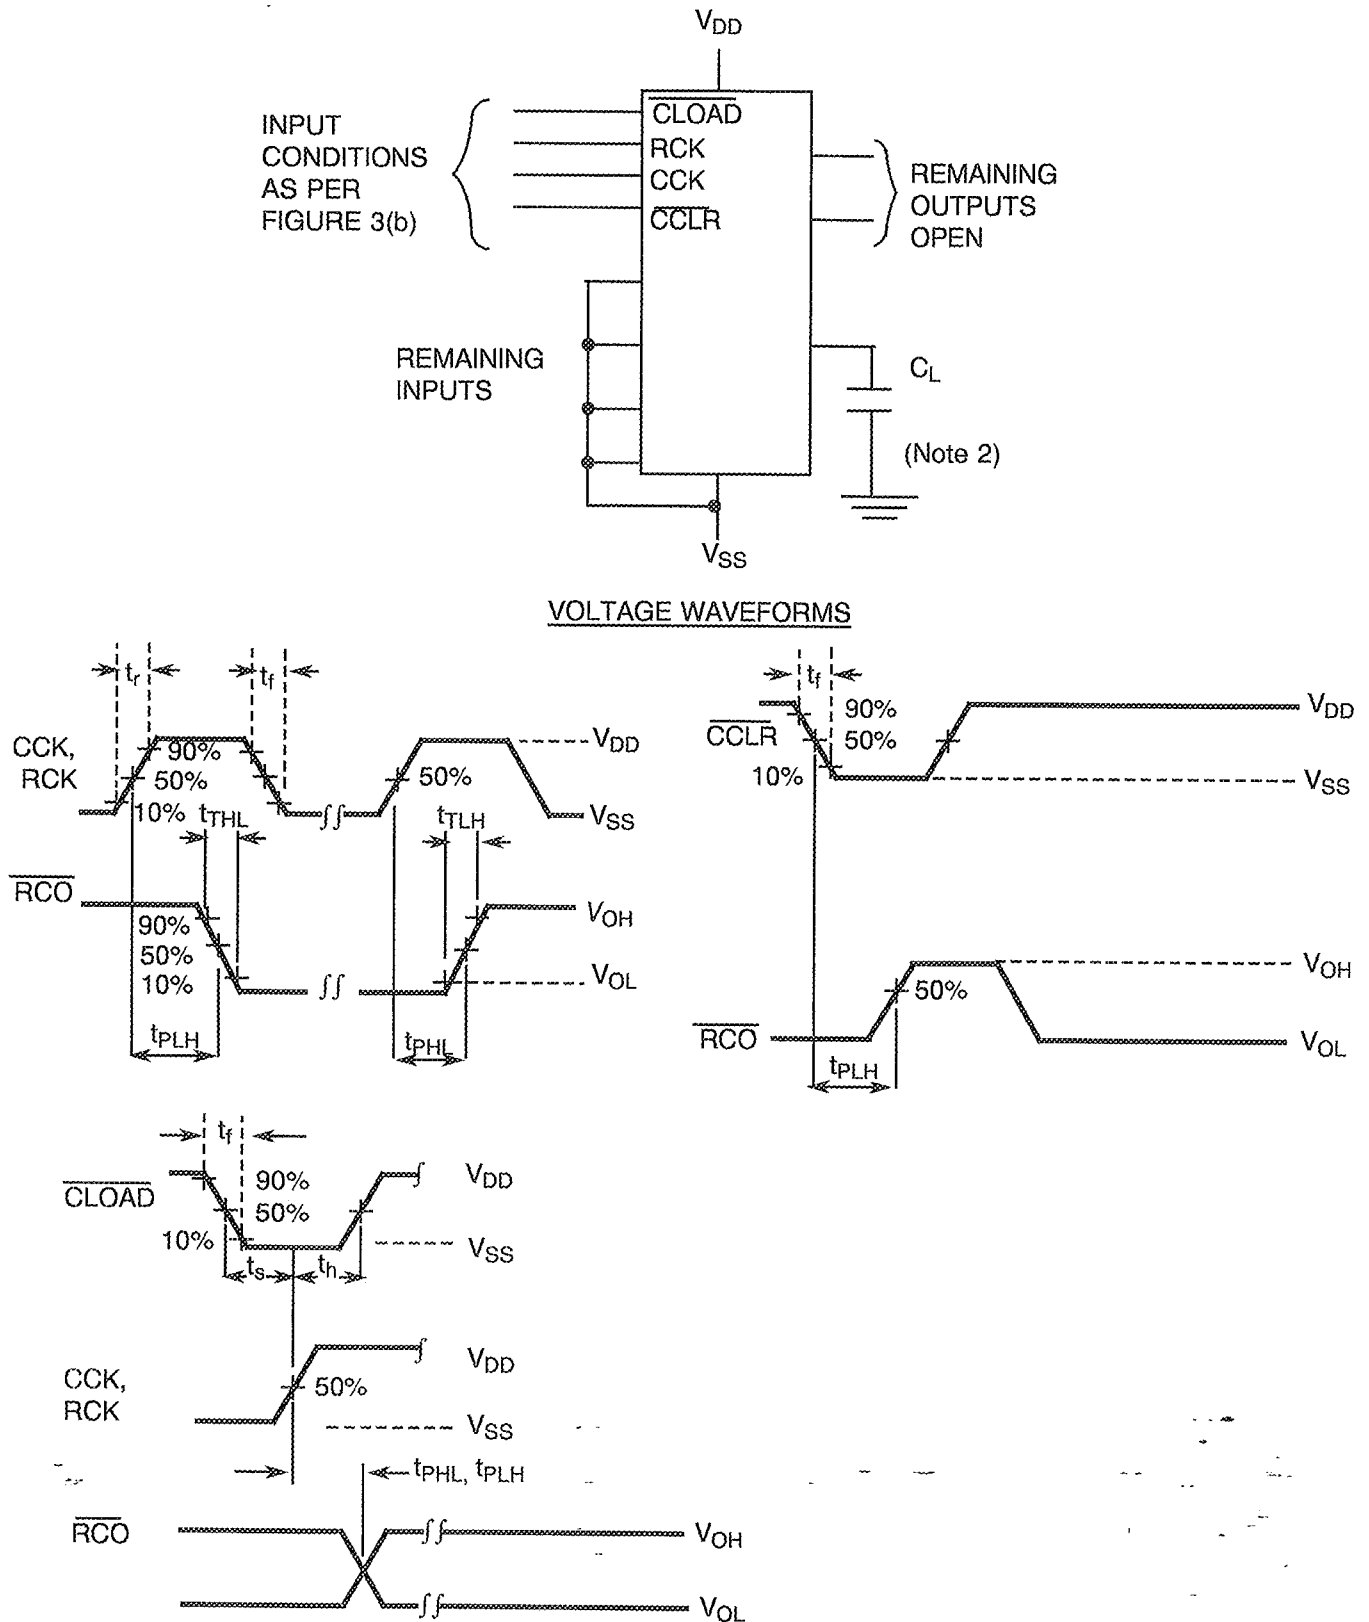 VDD
INPUT
CONDITIONS
AS PER
FIGURE 3(b)
CLOAD
RCK
CCK
CCLR
REMAINING
OUTPUTS
OPEN
REMAINING
INPUTS
CL
(Note 2)
VSS
VOLTAGE WAVEFORMS
tr
tf
CCK,
RCK
90%
50%
10%
50%
VDD
VSS
tTHL
tTLH
RCO
90%
50%
10%
VOH
VOL
tPLH
tPHL
tf
CCLR
90%
50%
10%
VDD
VSS
RCO
50%
VOH
VOL
tPLH
tf
CLOAD
90%
50%
10%
VDD
VSS
ts
th
CCK,
RCK
50%
VDD
VSS
tPHL, tPLH
RCO
VOH
VOL